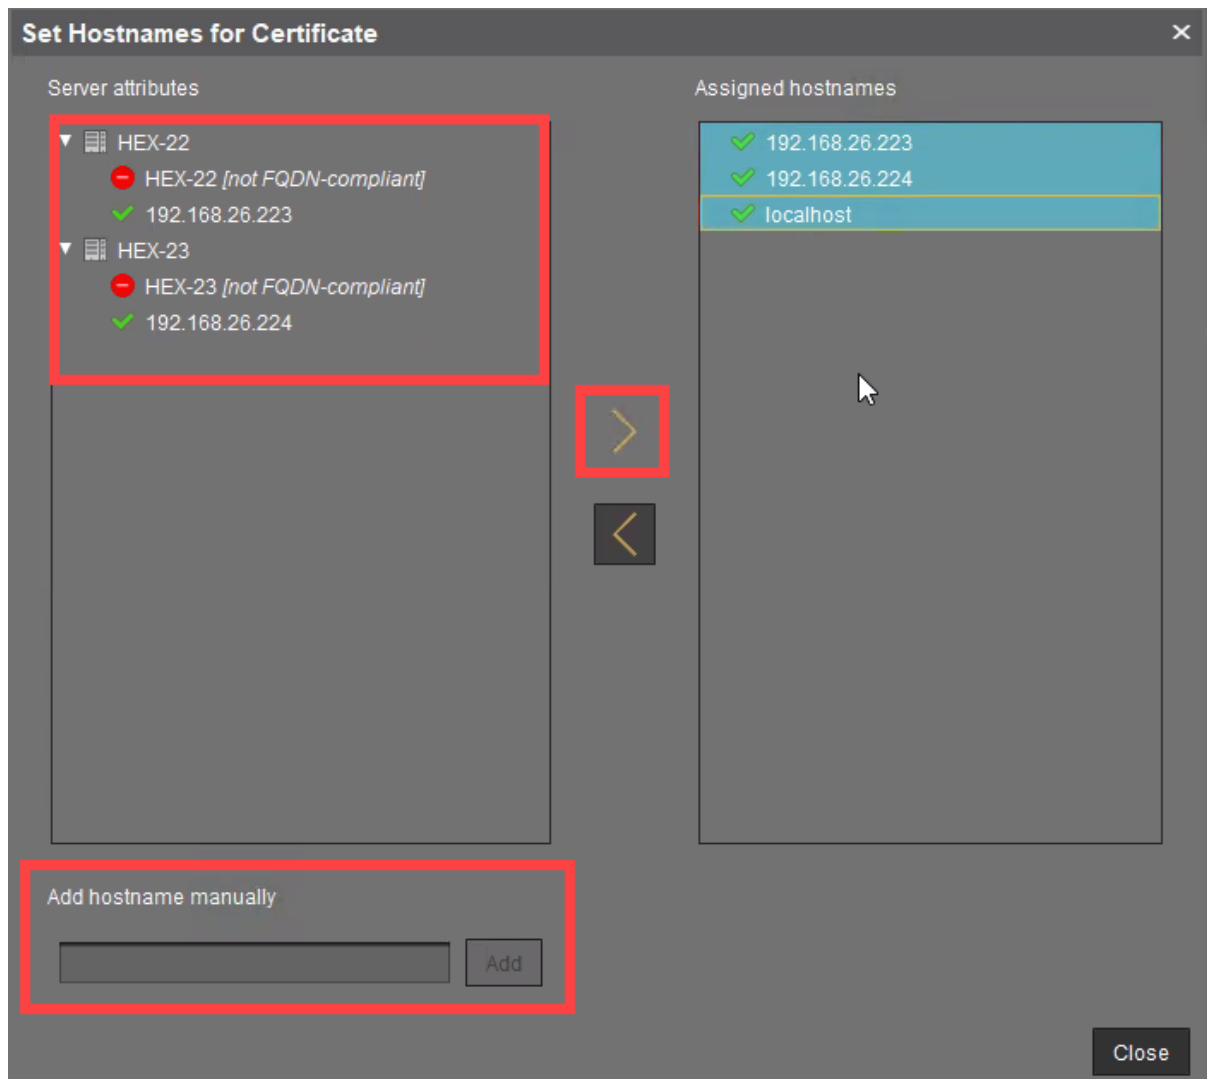 Set Hostnames for Certificate
Server attributes
HEX-22
HEX-22 [not FQDN-compliant]
192.168.26.223
HEX-23
HEX-23 [not FQDN-compliant]
192.168.26.224
Assigned hostnames
192.168.26.223
192.168.26.224
localhost
Add hostname manually
Add
Close